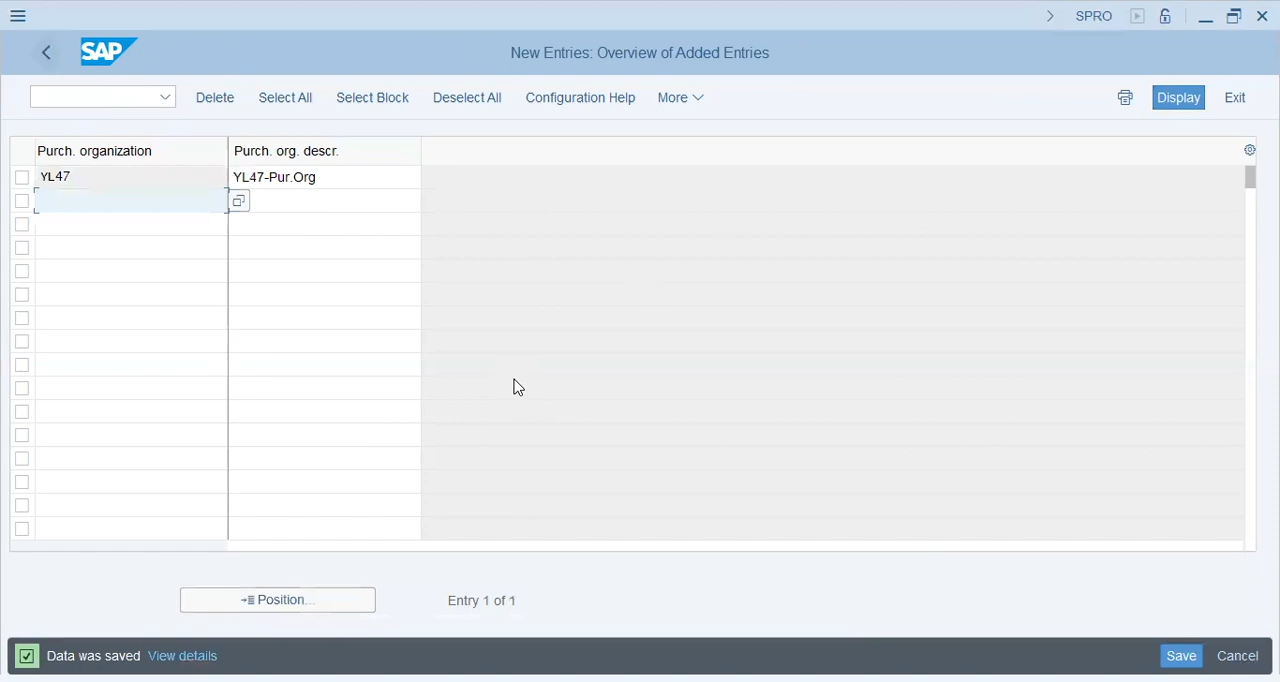 SPRO
SAP
New Entries: Overview of Added Entries
Delete
Select All
Select Block
Deselect All
Configuration Help
More
Display
Exit
Purch. organization
Purch. org. descr.
YL47
YL47-Pur.Org
Position...
Entry 1 of 1
Data was saved
View details
Save
Cancel